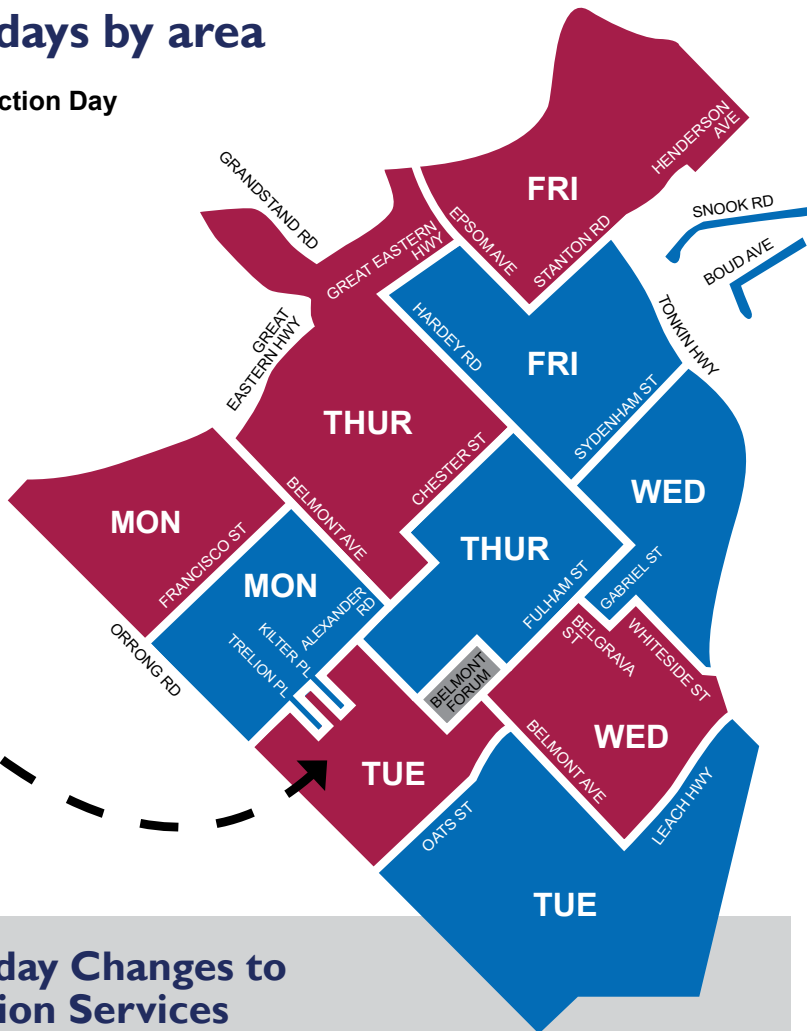 days by area
ction Day
GRANDSTAND RD
GREAT EASTERN
HWY
EPSOM AVE
FRI
STANTON RD
HENDERSON
AVE
SNOOK RD
BOUD AVE
GREAT
EASTERN HWY
HARDEY RD
FRI
TONKIN HWY
SYDENHAM ST
THUR
CHESTER ST
WED
MON
FRANCISCO ST
BELMONT AVE
MON
ALEXANDER
RD
THUR
FULHAM ST
GABRIEL ST
ORRONG RD
TRELION PL
KILTER PL
BELMONT
FORUM
BELGRAVA
ST
WHITESIDE ST
WED
TUE
BELMONT AVE
OATS ST
LEACH HWY
TUE
day Changes to
ion Services